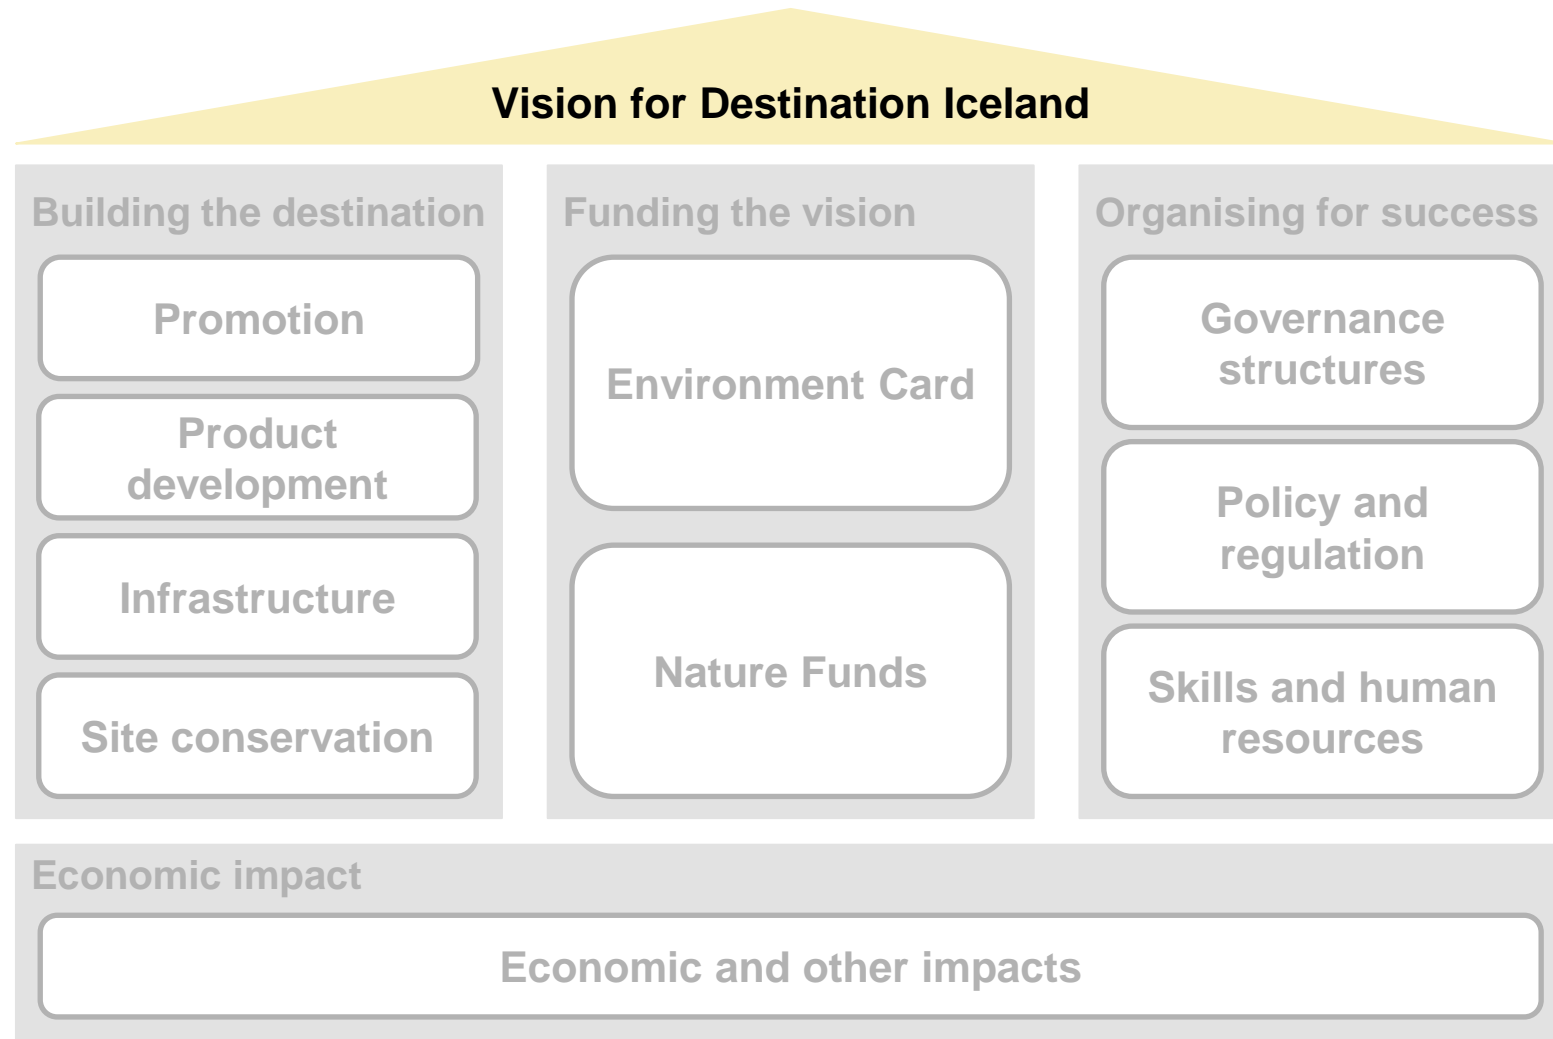 Vision for Destination Iceland
Building the destination
Promotion
Product
development
Infrastructure
Site conservation
Funding the vision
Environment Card
Nature Funds
Organising for success
Governance
structures
Policy and
regulation
Skills and human
resources
Economic impact
Economic and other impacts